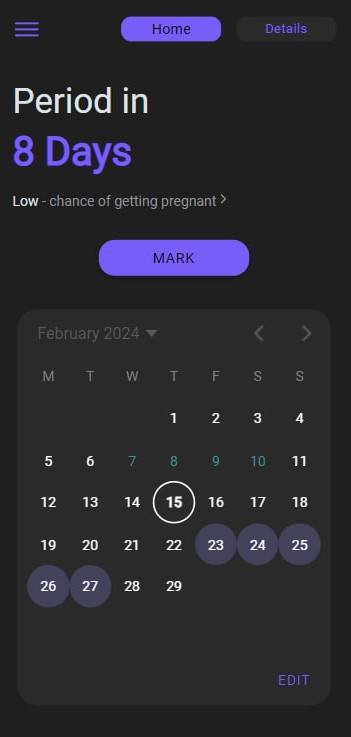 Home Details
Period in
8 Days
Low - chance of getting pregnant
MARK
February 2024
M T W T F S S
1 2 3 4
5 6 7 8 9 10 11
12 13 14 15 16 17 18
19 20 21 22 23 24 25
26 27 28 29
EDIT